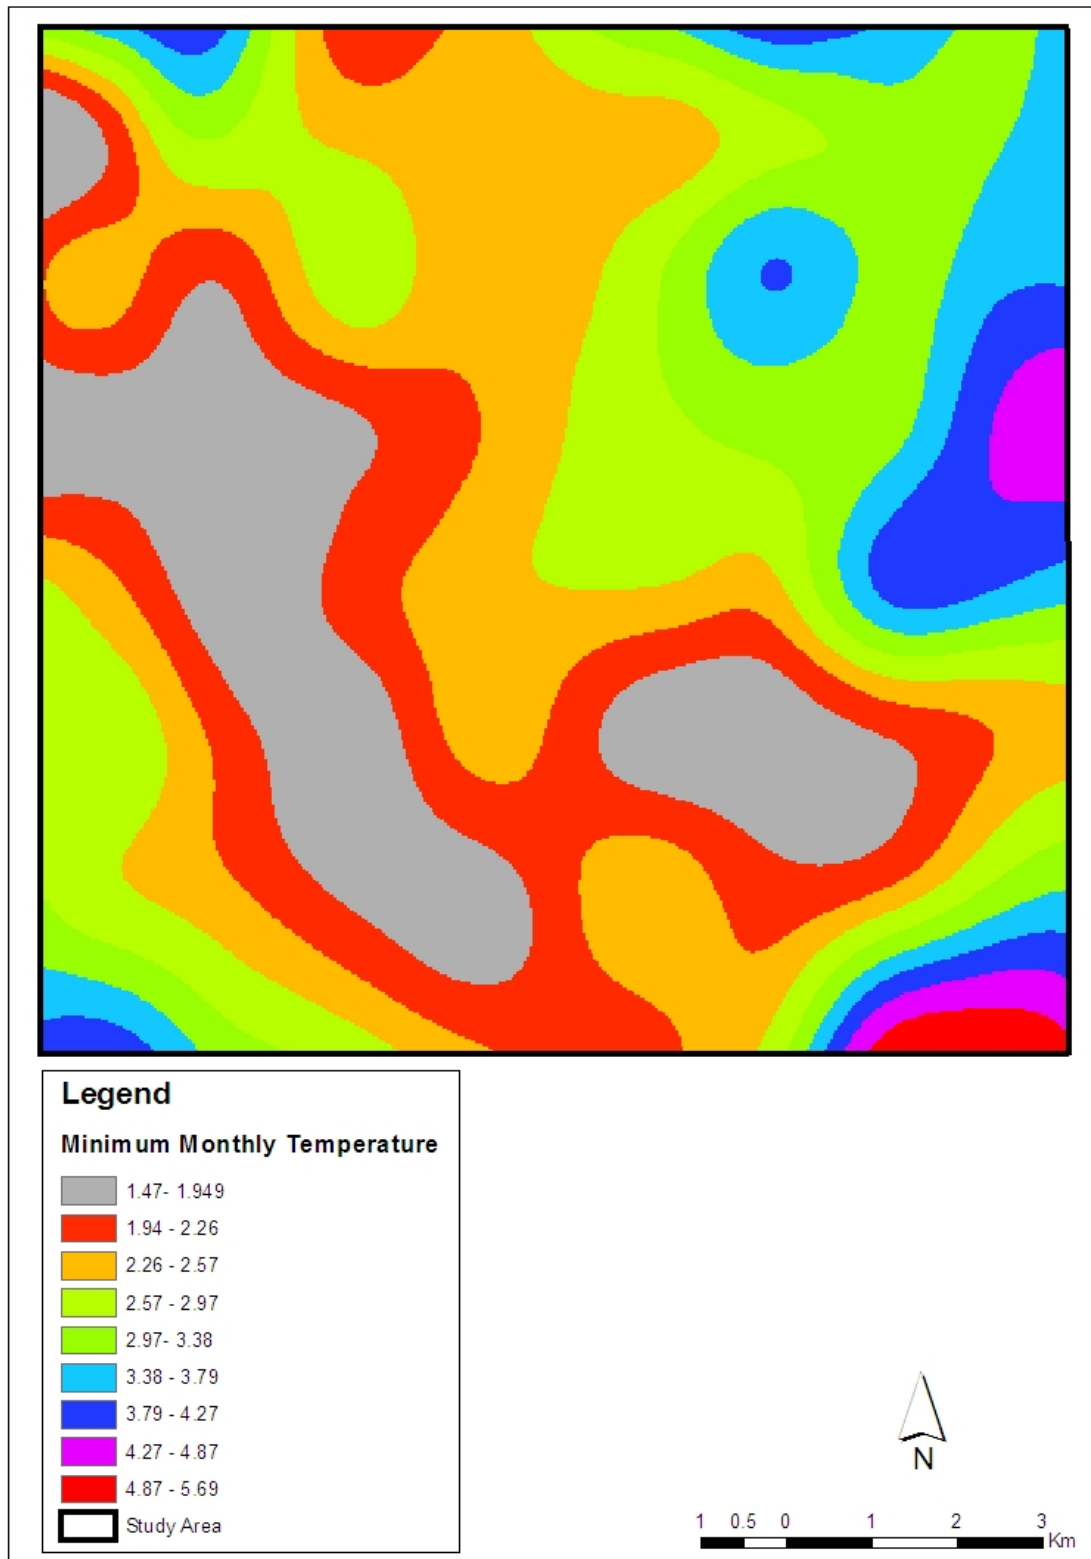 Legend
Minimum Monthly Temperature
1.47- 1.949
1.94 - 2.26
2.26 - 2.57
2.57 - 2.97
2.97- 3.38
3.38 - 3.79
3.79 - 4.27
4.27 - 4.87
4.87 - 5.69
Study Area
N
1 0.5 0 1 2 3
Km